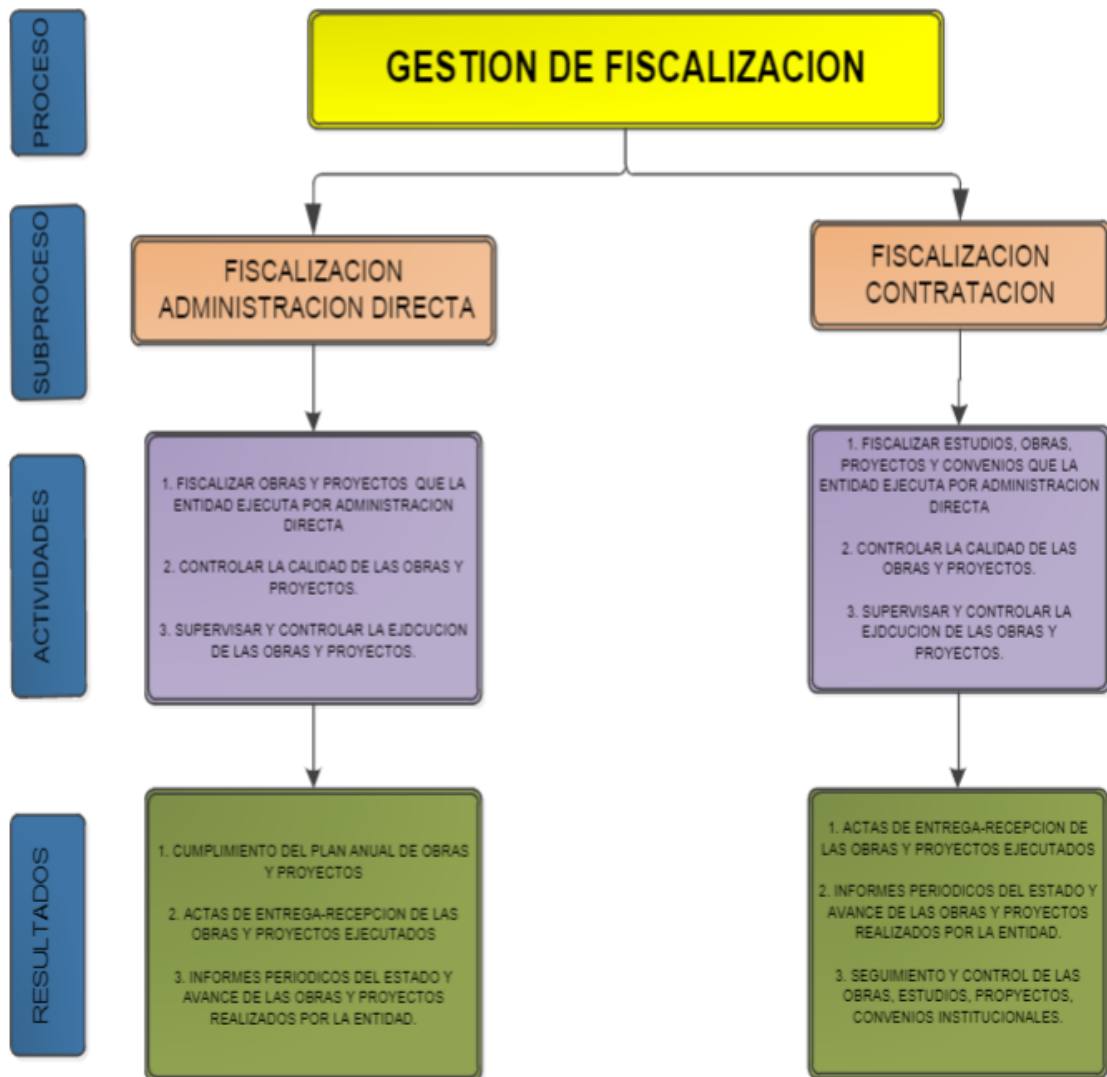 PROCESO
GESTION DE FISCALIZACION
SUBPROCESO
FISCALIZACION
ADMINISTRACION DIRECTA
FISCALIZACION
CONTRATACION
ACTIVIDADES
1. FISCALIZAR OBRAS Y PROYECTOS QUE LA
ENTIDAD EJECUTA POR ADMINISTRACION
DIRECTA
2. CONTROLAR LA CALIDAD DE LAS OBRAS Y
PROYECTOS.
3. SUPERVISAR Y CONTROLAR LA EJDCUCION
DE LAS OBRAS Y PROYECTOS.
1. FISCALIZAR ESTUDIOS, OBRAS,
PROYECTOS Y CONVENIOS QUE LA
ENTIDAD EJECUTA POR ADMINISTRACION
DIRECTA
2. CONTROLAR LA CALIDAD DE LAS
OBRAS Y PROYECTOS.
3. SUPERVISAR Y CONTROLAR LA
EJDCUCION DE LAS OBRAS Y
PROYECTOS.
RESULTADOS
1. CUMPLIMIENTO DEL PLAN ANUAL DE OBRAS
Y PROYECTOS
2. ACTAS DE ENTREGA-RECEPCION DE LAS
OBRAS Y PROYECTOS EJECUTADOS
3. INFORMES PERIODICOS DEL ESTADO Y
AVANCE DE LAS OBRAS Y PROYECTOS
REALIZADOS POR LA ENTIDAD.
1. ACTAS DE ENTREGA-RECEPCION DE
LAS OBRAS Y PROYECTOS EJECUTADOS
2. INFORMES PERIODICOS DEL ESTADO Y
AVANCE DE LAS OBRAS Y PROYECTOS
REALIZADOS POR LA ENTIDAD.
3. SEGUIMIENTO Y CONTROL DE LAS
OBRAS, ESTUDIOS, PROPYECTOS,
CONVENIOS INSTITUCIONALES.